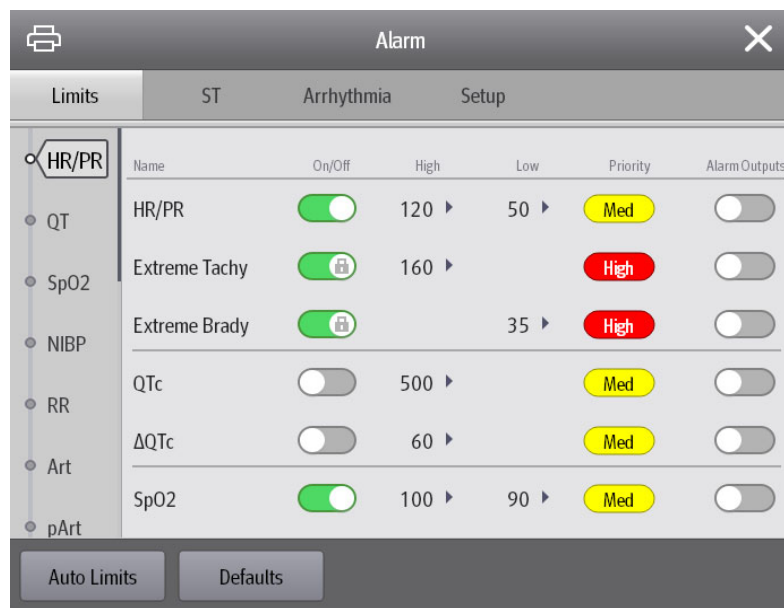 Alarm
Limits ST Arrhythmia Setup
HR/PR
QT
SpO2
NIBP
RR
Art
pArt
Name On/Off High Low Priority Alarm Outputs
HR/PR 120 50 Med
Extreme Tachy 160 High
Extreme Brady 35 High
QTc 500 Med
ΔQTc 60 Med
SpO2 100 90 Med
Auto Limits Defaults